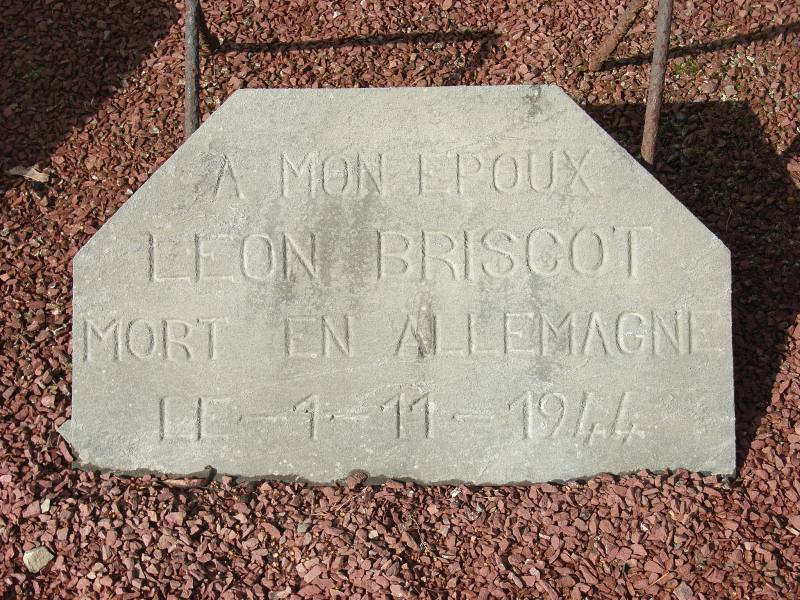 A MON EPOUX
LEON BRISCOT
MORT EN ALLEMAGNE
LE-1-11-1944